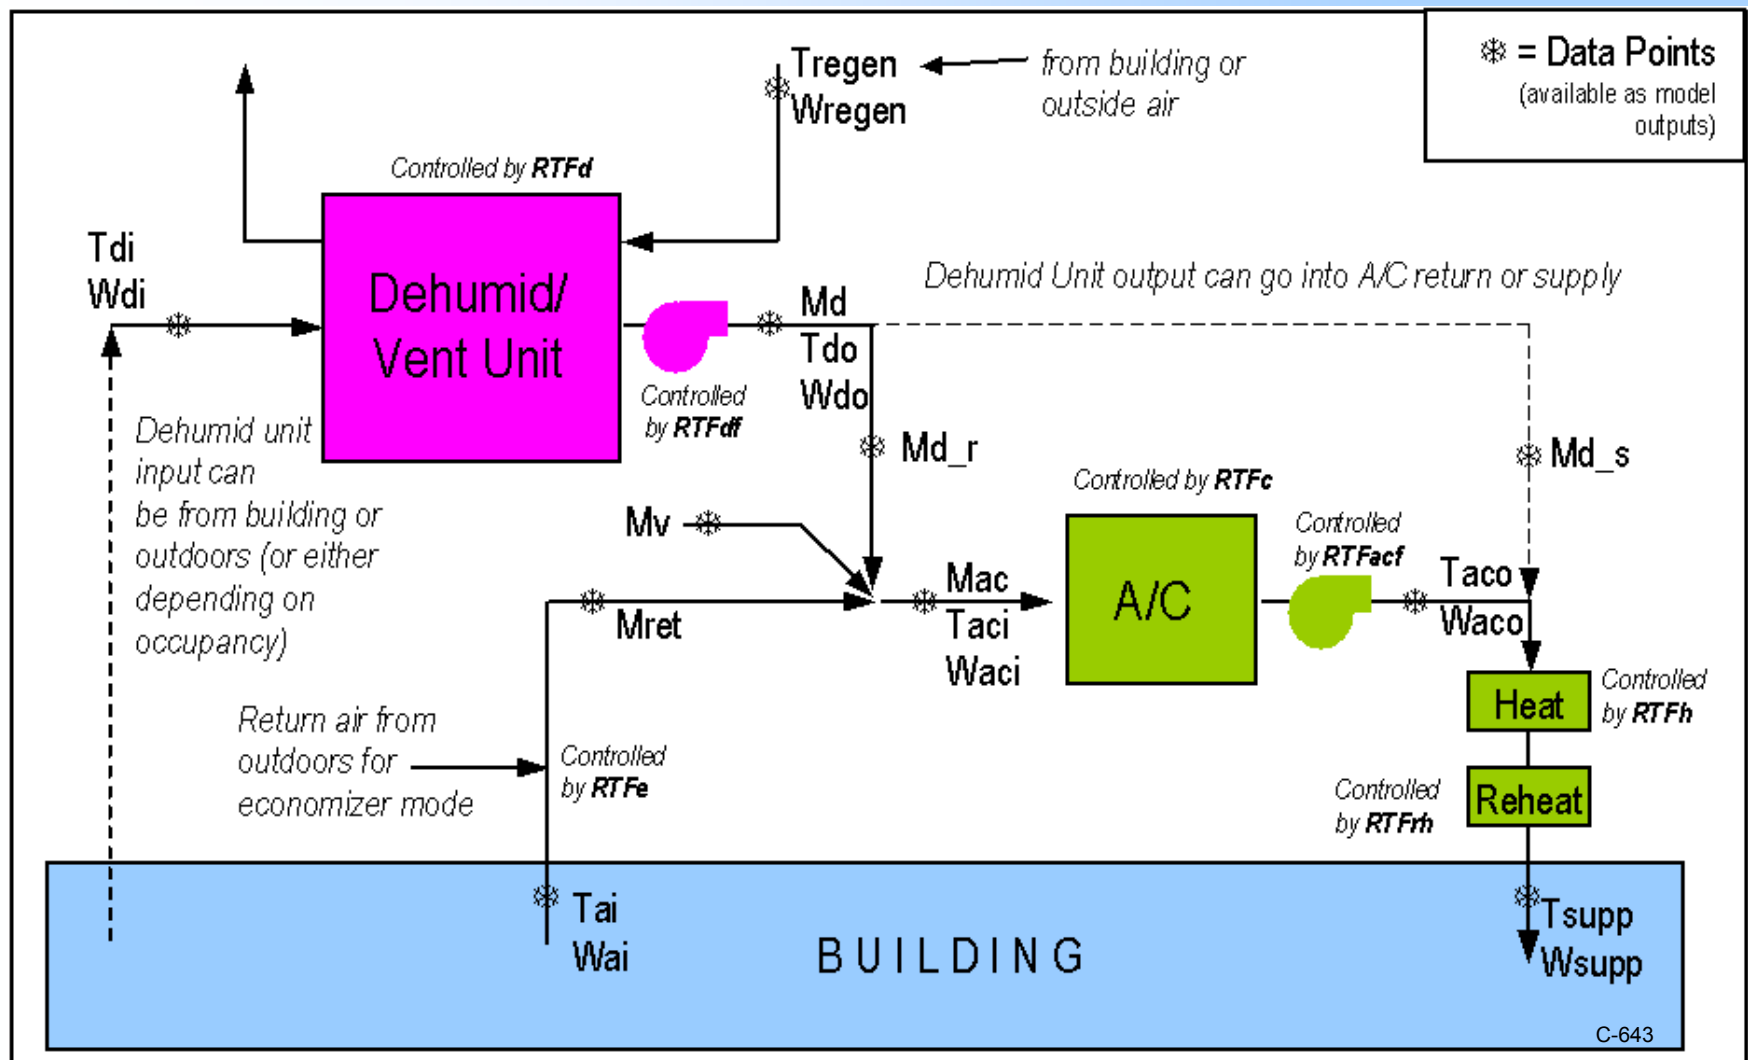 ❄ = Data Points
(available as model
outputs)
Tregen
Wregen
from building or
outside air
Controlled by RTFd
Tdi
Wdi
Dehumid/
Vent Unit
Md
Tdo
Wdo
Dehumid Unit output can go into A/C return or supply
Controlled
by RTFdf
Dehumid unit
input can
be from building or
outdoors (or either
depending on
occupancy)
Md_r
Md_s
Controlled by RTFc
Mv
Controlled
by RTFacf
Mret
Mac
Taci
Waci
A/C
Taco
Waco
Heat
Controlled
by RTFh
Return air from
outdoors for
economizer mode
Controlled
by RTFe
Controlled
by RTFrh
Reheat
Tai
Wai
BUILDING
Tsupp
Wsupp
C-643